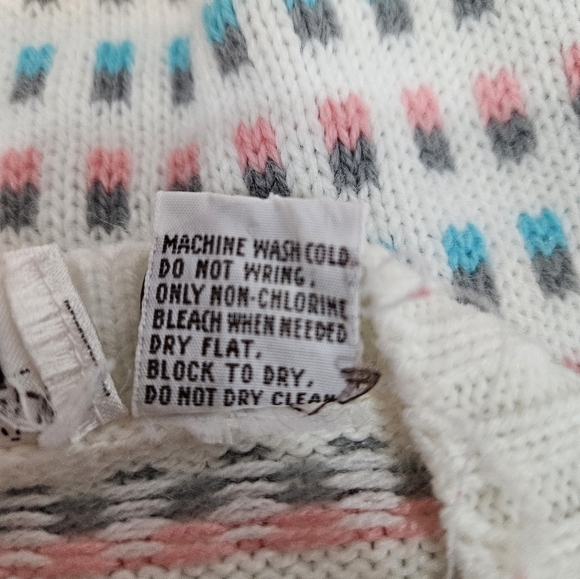 MACHINE WASH COLD.
DO NOT WRING.
ONLY NON-CHLORINE
BLEACH WHEN NEEDED
DRY FLAT.
BLOCK TO DRY.
DO NOT DRY CLEAN